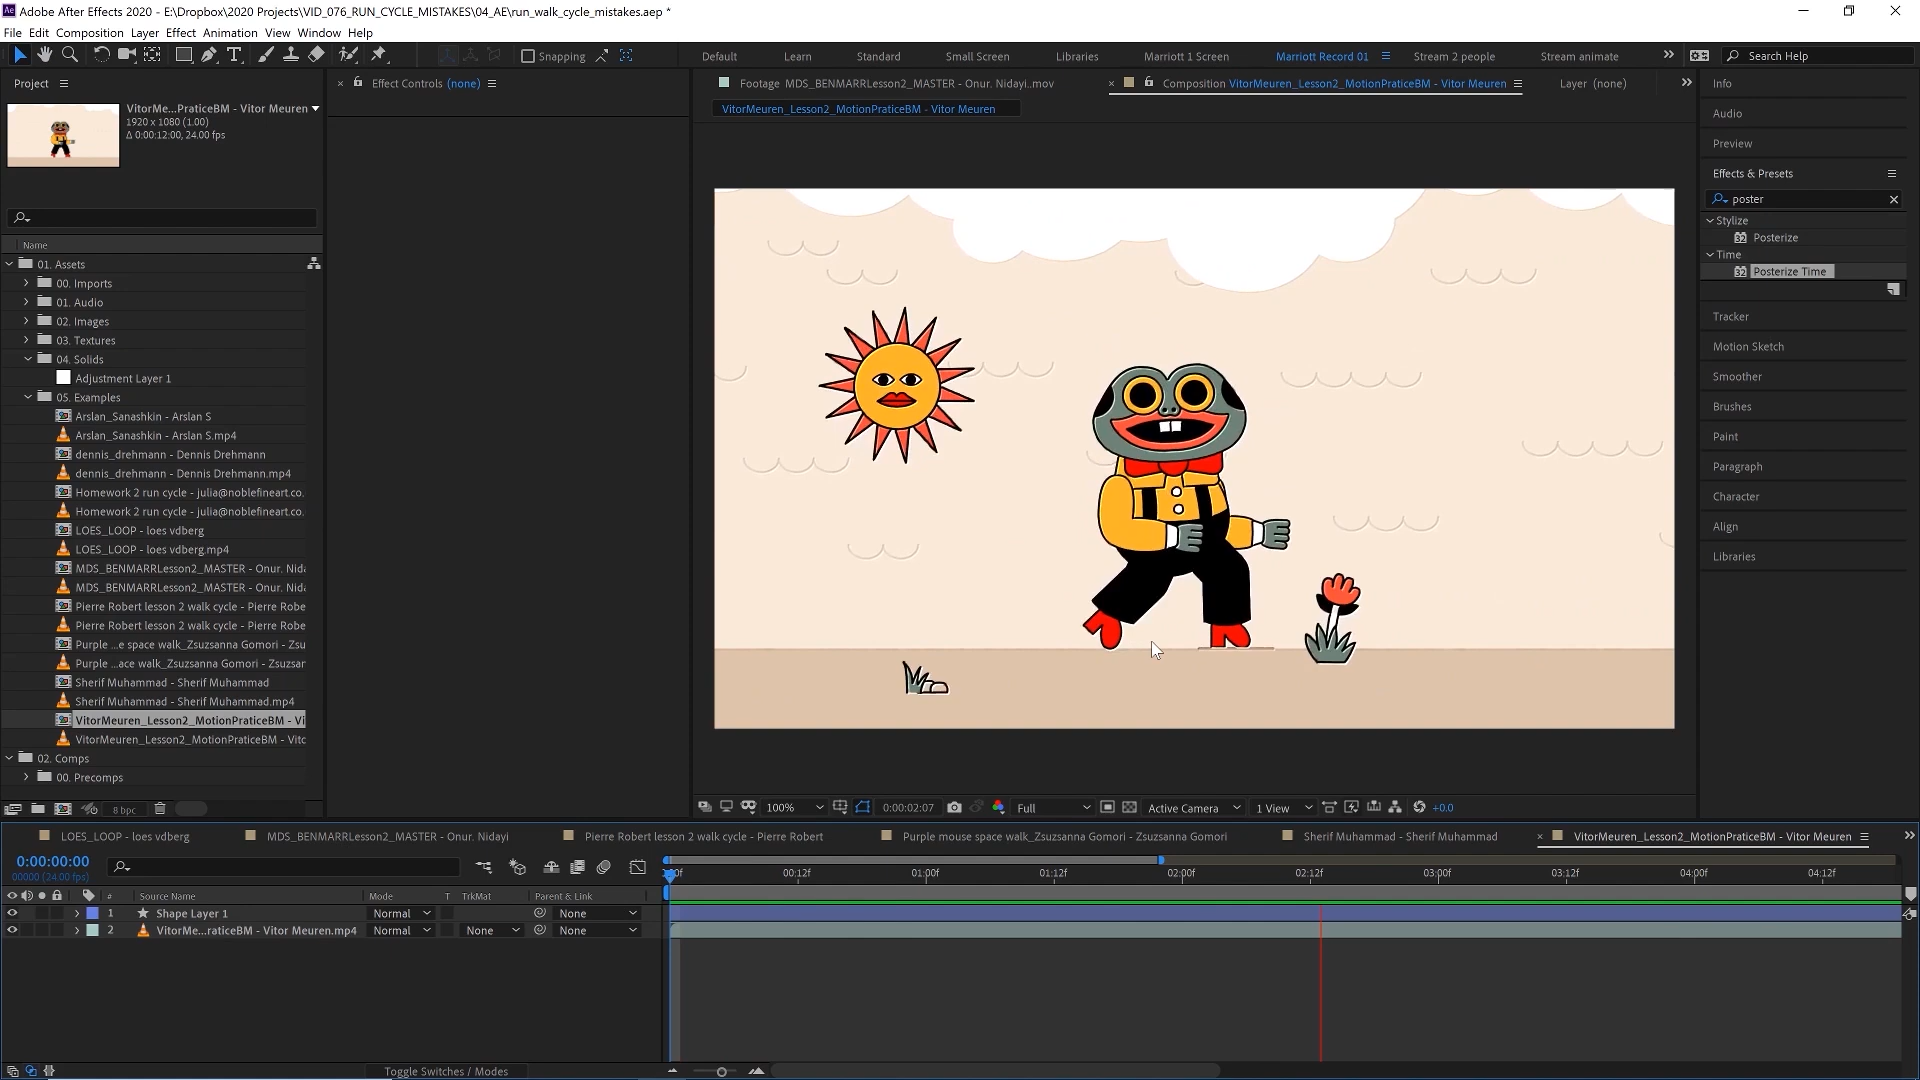 Adobe After Effects 2020 - E:\Dropbox\2020 Projects\VID_076_RUN_CYCLE_MISTAKES\04_AE\run_walk_cycle_mistakes.aep *
File Edit Composition Layer Effect Animation View Window Help
Snapping
Default Learn Standard Small Screen Libraries Marriott 1 Screen Marriott Record 01 Stream 2 people Stream animate
Search Help
Project
Effect Controls (none)
Footage MDS_BENMARRLesson2_MASTER - Onur. Nidayi..mov
Composition VitorMeuren_Lesson2_MotionPraticeBM - Vitor Meuren
Layer (none)
VitorMeuren_Lesson2_MotionPraticeBM - Vitor Meuren
VitorMe...PraticeBM - Vitor Meuren
1920 x 1080 (1.00)
Δ 0:00:12:00, 24.00 fps
Name
01. Assets
00. Imports
01. Audio
02. Images
03. Textures
04. Solids
Adjustment Layer 1
05. Examples
Arslan_Sanashkin - Arslan S
Arslan_Sanashkin - Arslan S.mp4
dennis_drehmann - Dennis Drehmann
dennis_drehmann - Dennis Drehmann.mp4
Homework 2 run cycle - julia@noblefineart.co.
Homework 2 run cycle - julia@noblefineart.co.
LOES_LOOP - loes vdberg
LOES_LOOP - loes vdberg.mp4
MDS_BENMARRLesson2_MASTER - Onur. Nida
MDS_BENMARRLesson2_MASTER - Onur. Nida
Pierre Robert lesson 2 walk cycle - Pierre Robe
Pierre Robert lesson 2 walk cycle - Pierre Robe
Purple ...e space walk_Zsuzsanna Gomori - Zsu
Purple ...ace walk_Zsuzsanna Gomori - Zsuzsar
Sherif Muhammad - Sherif Muhammad
Sherif Muhammad - Sherif Muhammad.mp4
VitorMeuren_Lesson2_MotionPraticeBM - Vi
VitorMeuren_Lesson2_MotionPraticeBM - Vitc
02. Comps
00. Precomps
8 bpc
Info
Audio
Preview
Effects & Presets
poster
Stylize
32 Posterize
Time
32 Posterize Time
Tracker
Motion Sketch
Smoother
Brushes
Paint
Paragraph
Character
Align
Libraries
100% 0:00:02:07 Full Active Camera 1 View +0.0
LOES_LOOP - loes vdberg MDS_BENMARRLesson2_MASTER - Onur. Nidayi Pierre Robert lesson 2 walk cycle - Pierre Robert Purple mouse space walk_Zsuzsanna Gomori - Zsuzsanna Gomori Sherif Muhammad - Sherif Muhammad VitorMeuren_Lesson2_MotionPraticeBM - Vitor Meuren
0:00:00:00
00000 (24.00 fps)
00:12f 01:00f 01:12f 02:00f 02:12f 03:00f 03:12f 04:00f 04:12f
# Source Name Mode T TrkMat Parent & Link
1 Shape Layer 1 Normal None
2 VitorMe...raticeBM - Vitor Meuren.mp4 Normal None None
Toggle Switches / Modes